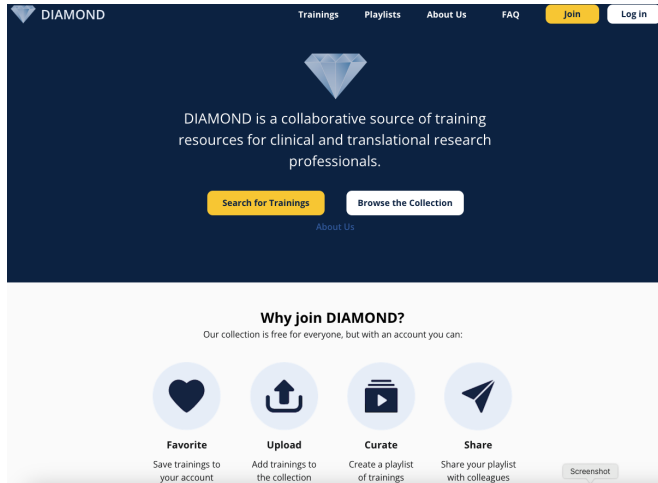 DIAMOND
Trainings Playlists About Us FAQ Join Log in
DIAMOND is a collaborative source of training
resources for clinical and translational research
professionals.
Search for Trainings Browse the Collection
About Us
Why join DIAMOND?
Our collection is free for everyone, but with an account you can:
Favorite Upload Curate Share
Save trainings to Add trainings to Create a playlist Share your playlist
your account the collection of trainings with colleagues
Screenshot